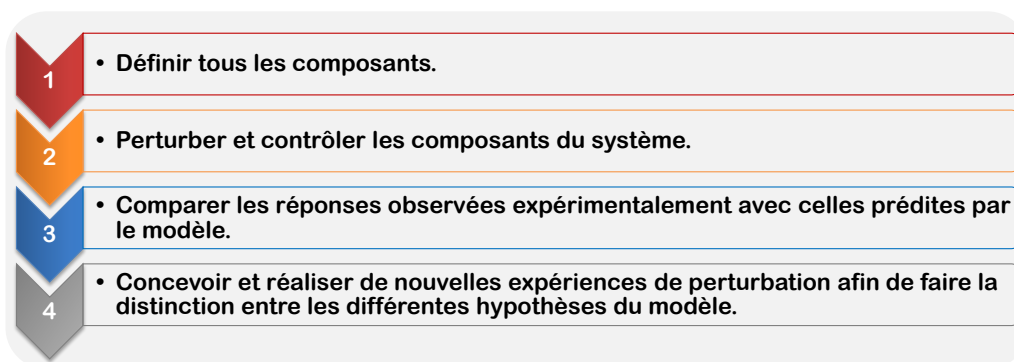 1
• Définir tous les composants.
2
• Perturber et contrôler les composants du système.
3
• Comparer les réponses observées expérimentalement avec celles prédites par
le modèle.
4
• Concevoir et réaliser de nouvelles expériences de perturbation afin de faire la
distinction entre les différentes hypothèses du modèle.